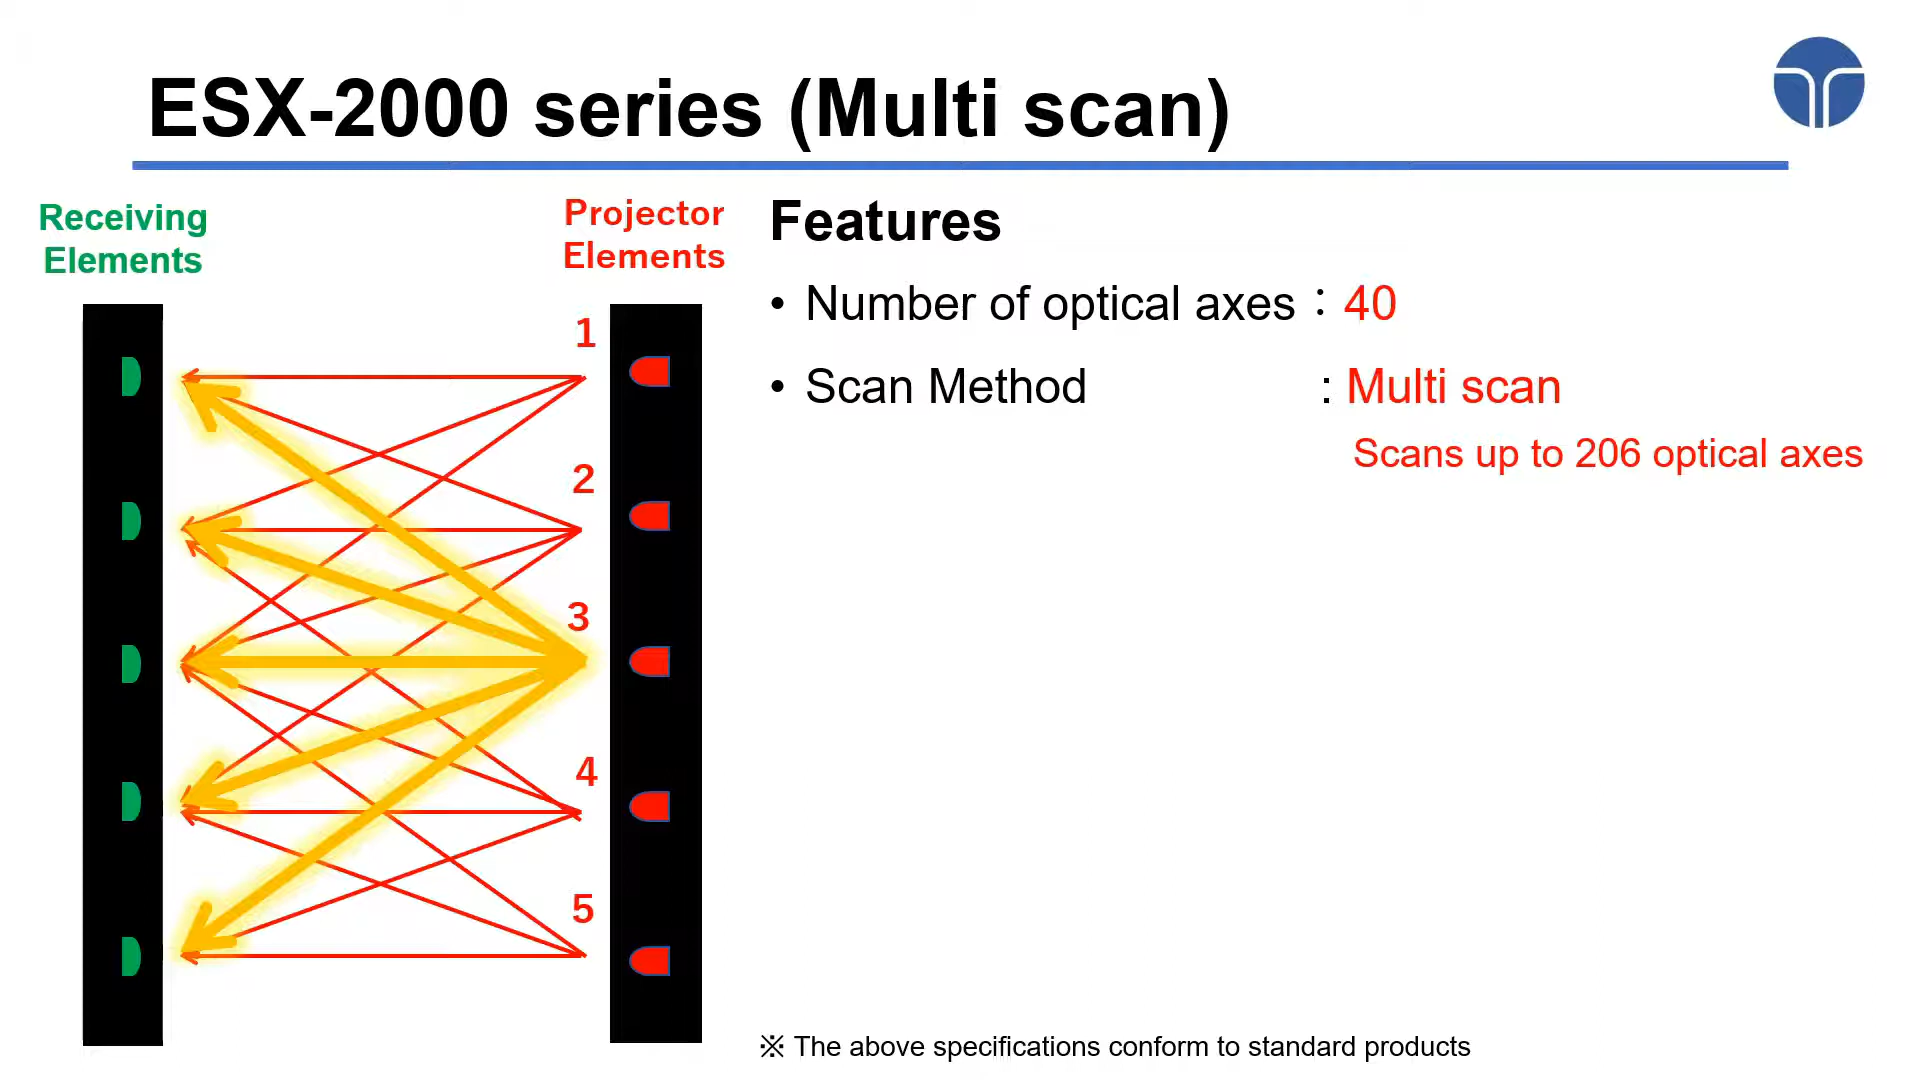 ESX-2000 series (Multi scan)
Receiving
Elements
Projector
Elements
1
2
3
4
5
Features
• Number of optical axes：40
• Scan Method : Multi scan
Scans up to 206 optical axes
※ The above specifications conform to standard products